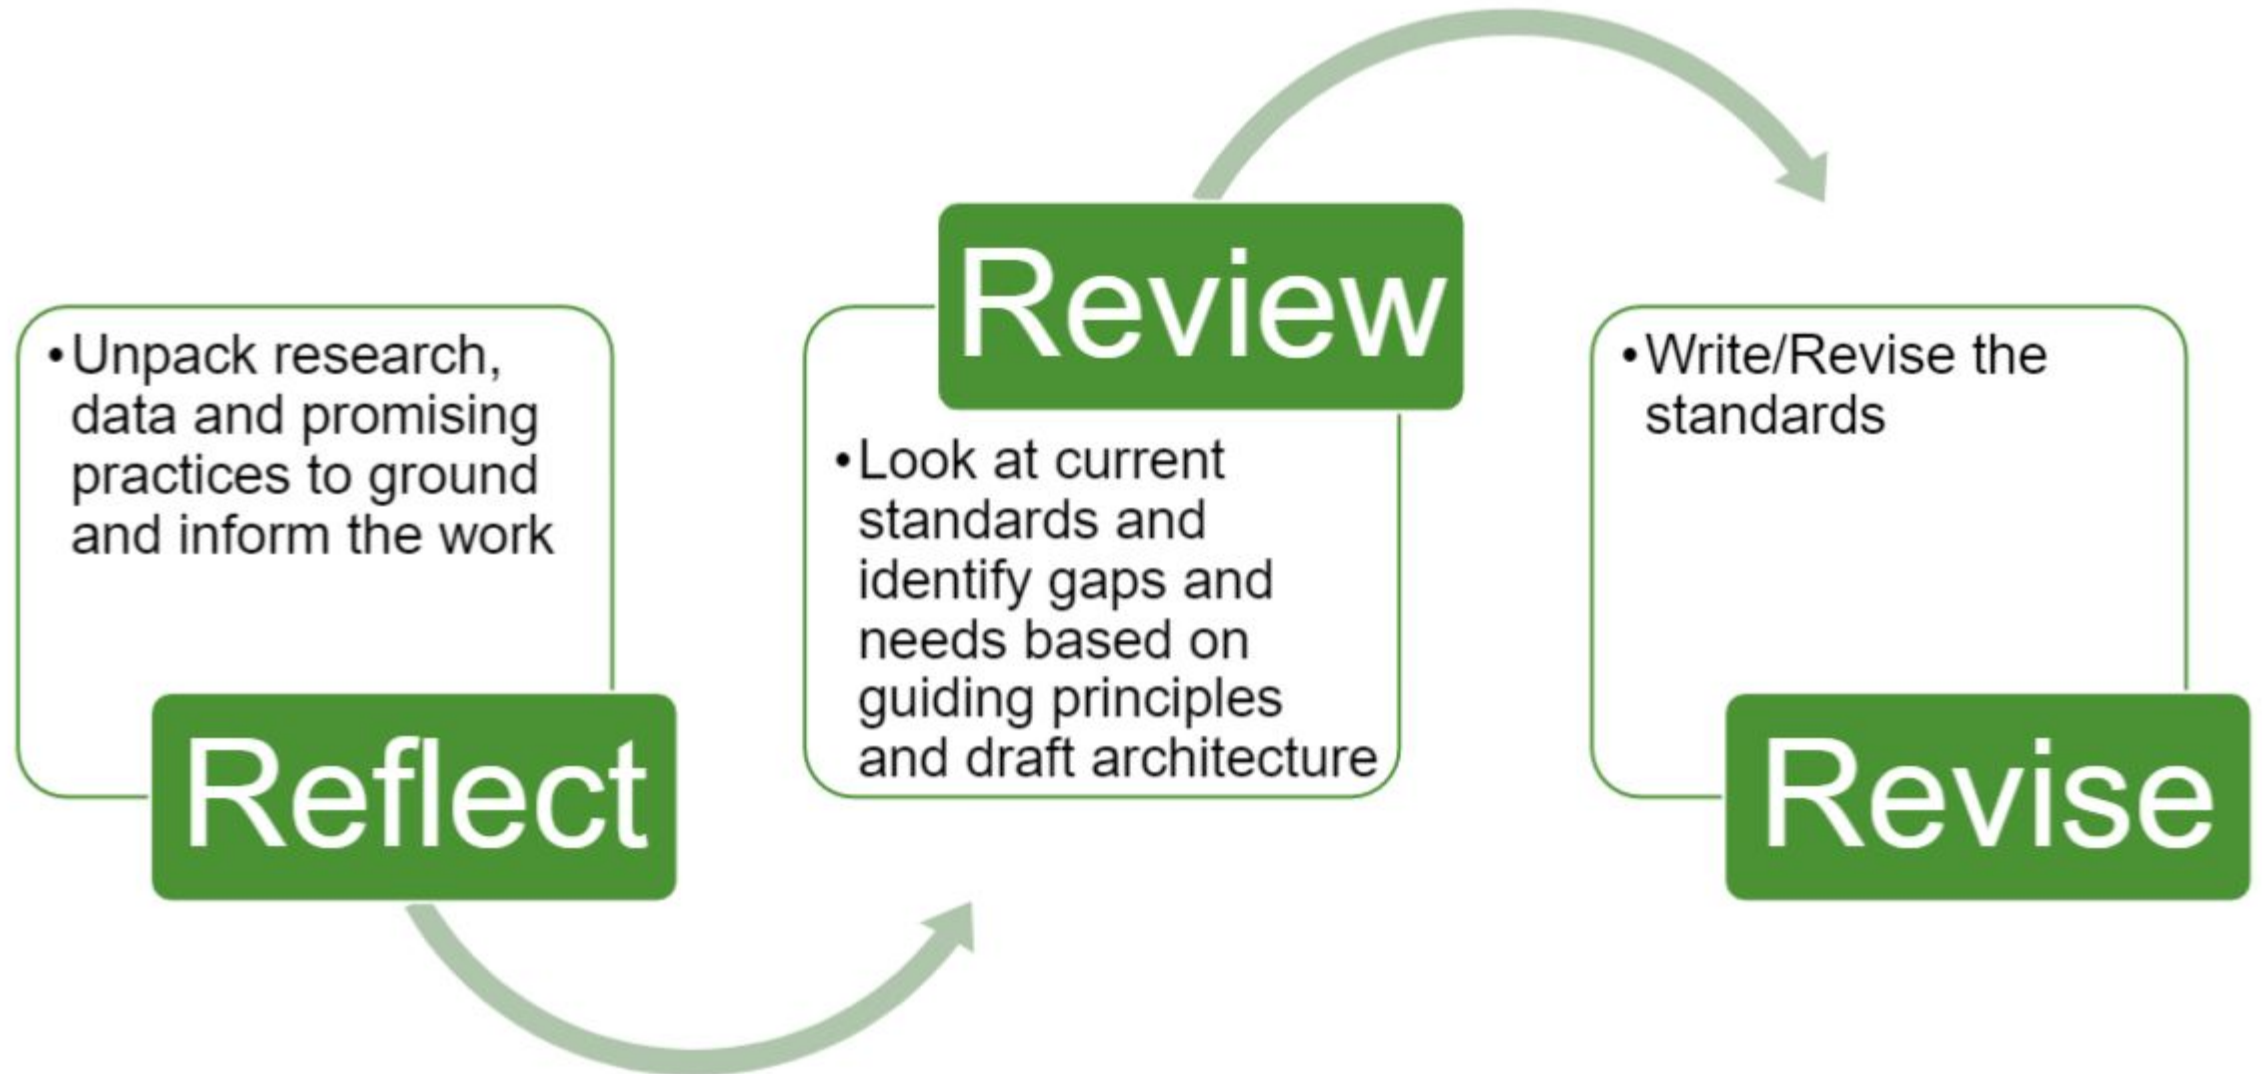 •Unpack research,
data and promising
practices to ground
and inform the work
Reflect
Review
•Look at current
standards and
identify gaps and
needs based on
guiding principles
and draft architecture
•Write/Revise the
standards
Revise